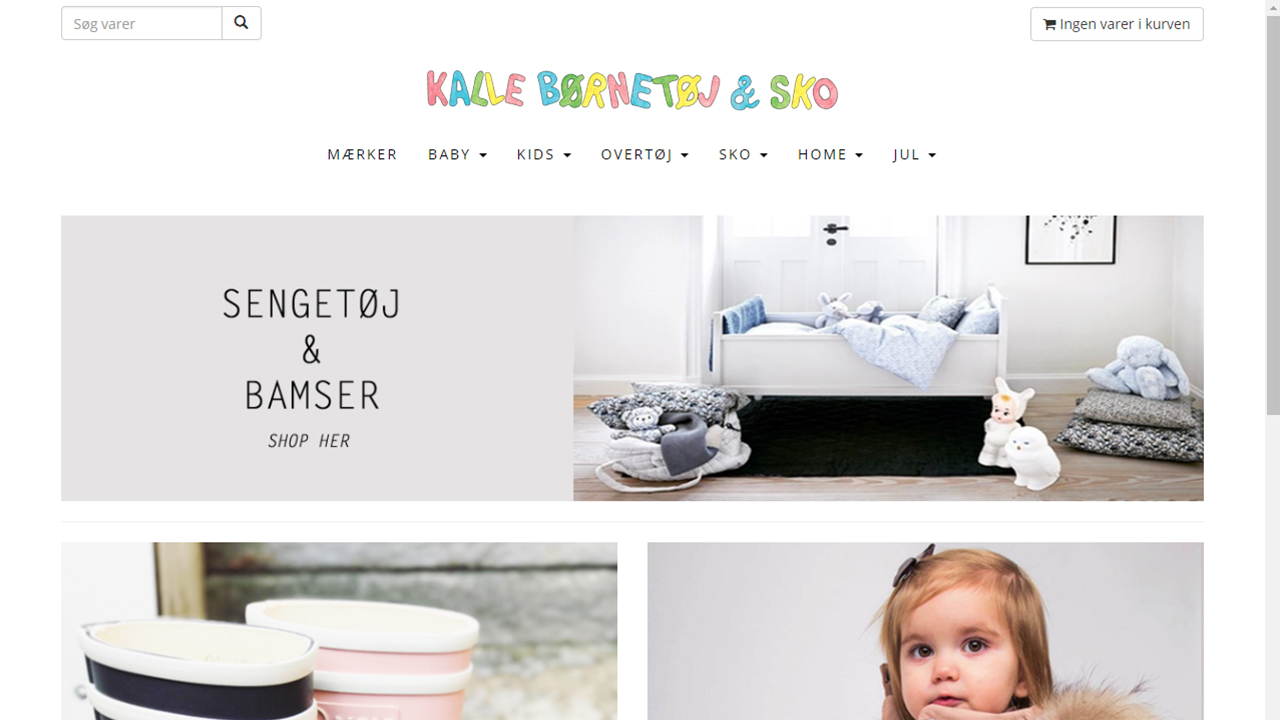 Søg varer
Ingen varer i kurven
KALLE BØRNETØJ & SKO
MÆRKER BABY KIDS OVERTØJ SKO HOME JUL
SENGETØJ
&
BAMSER
SHOP HER